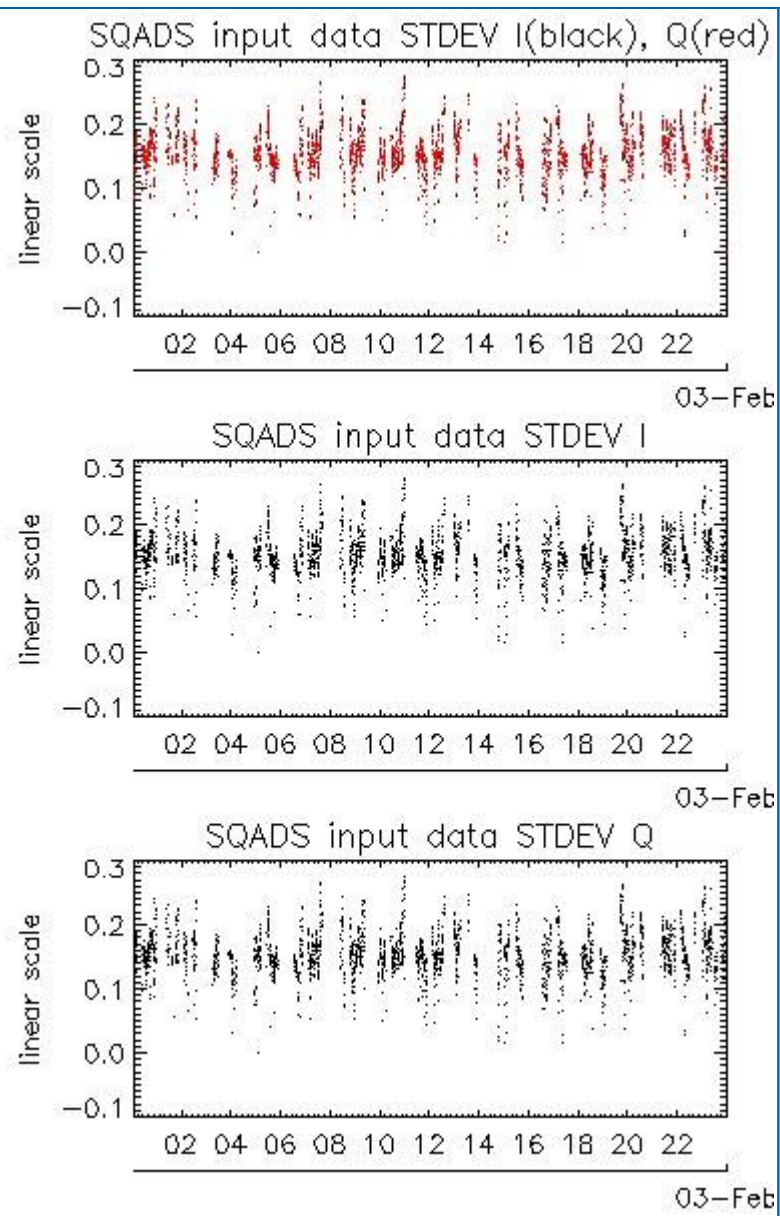 SQADS input data STDEV I(black), Q(red)
0.3
0.2
0.1
0.0
−0.1
linear scale
02 04 06 08 10 12 14 16 18 20 22
03−Feb
SQADS input data STDEV I
0.3
0.2
0.1
0.0
−0.1
linear scale
02 04 06 08 10 12 14 16 18 20 22
03−Feb
SQADS input data STDEV Q
0.3
0.2
0.1
0.0
−0.1
linear scale
02 04 06 08 10 12 14 16 18 20 22
03−Feb